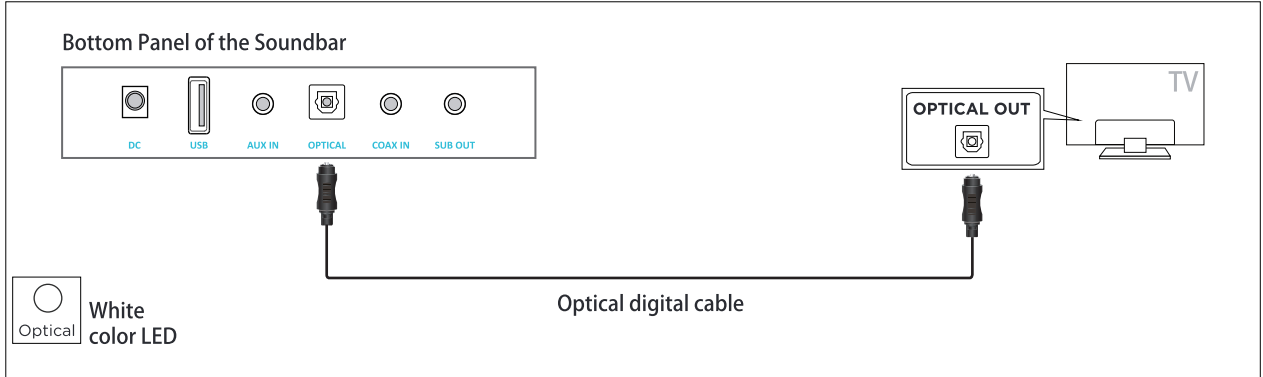 Bottom Panel of the Soundbar
TV
OPTICAL OUT
DC USB AUX IN OPTICAL COAX IN SUB OUT
Optical digital cable
Optical
White
color LED